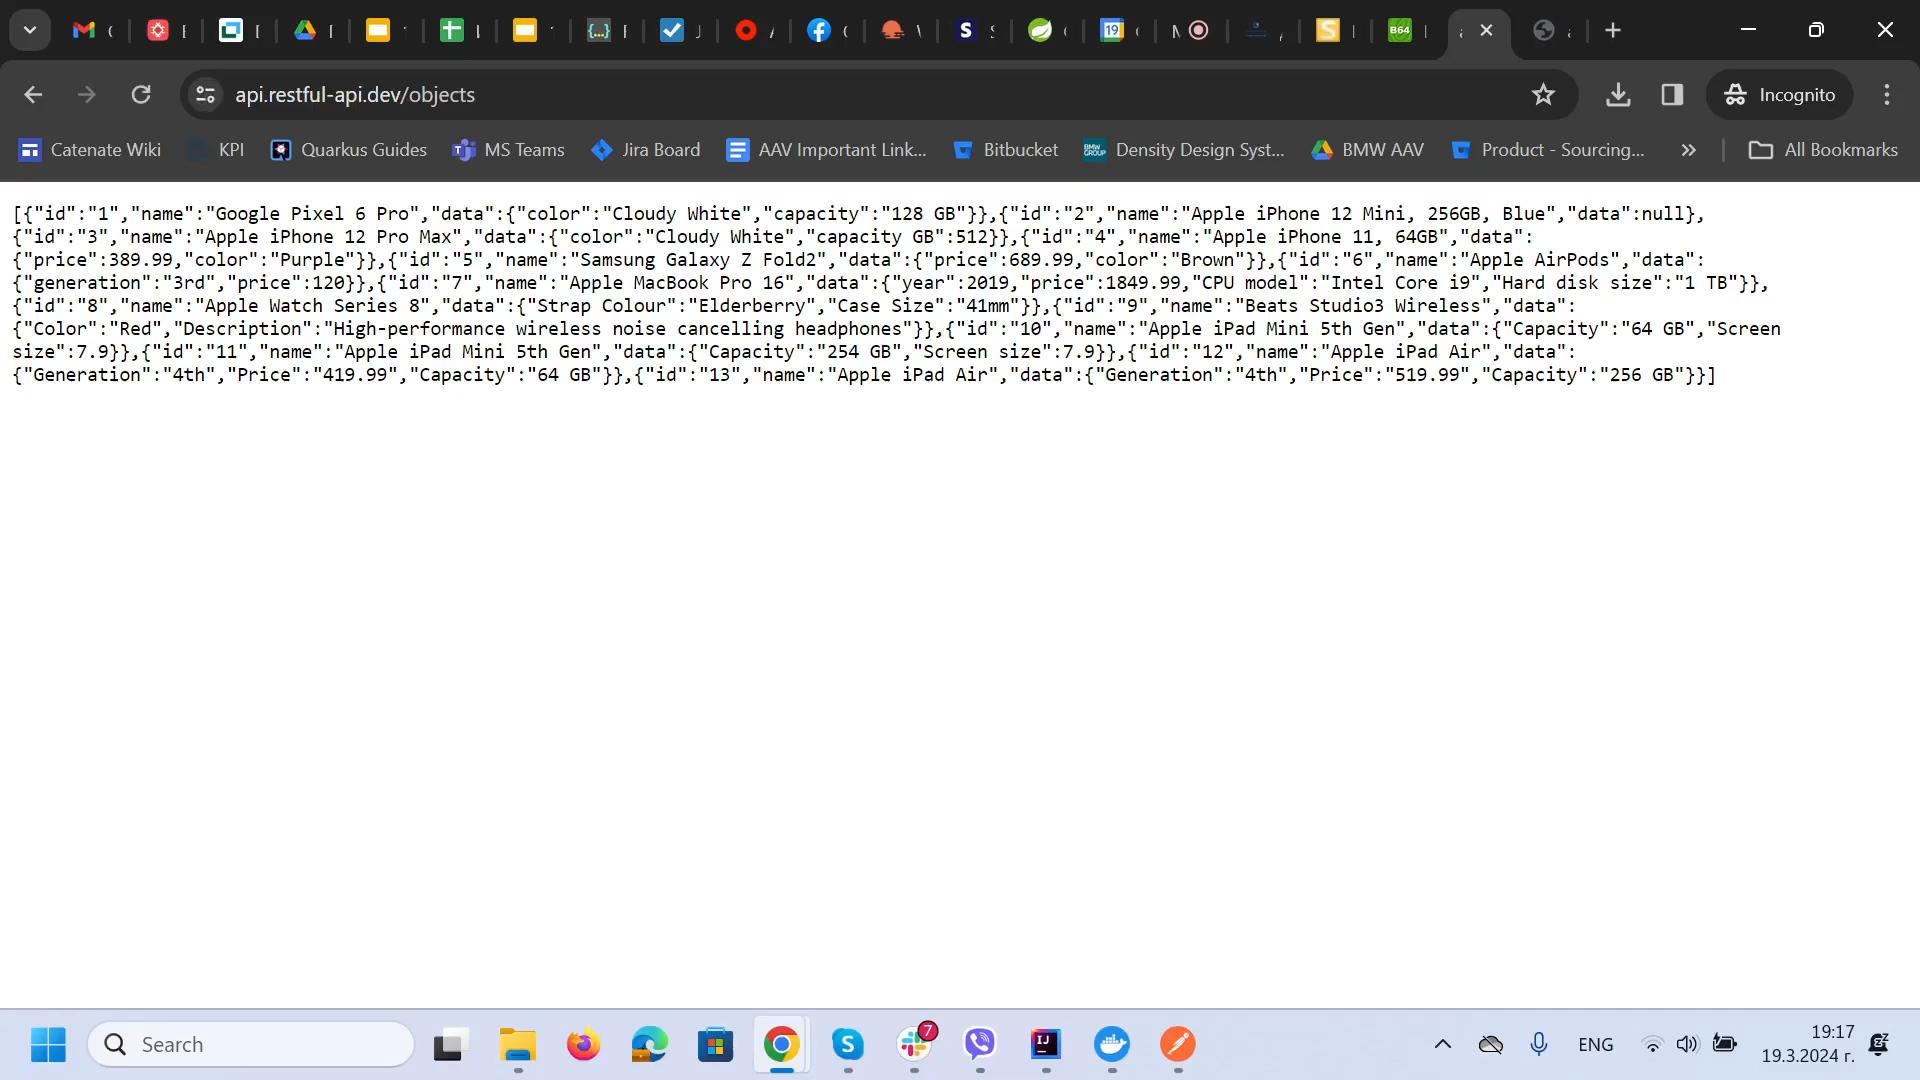 api.restful-api.dev/objects
Incognito
Catenate Wiki
KPI
Quarkus Guides
MS Teams
Jira Board
AAV Important Link...
Bitbucket
Density Design Syst...
BMW AAV
Product - Sourcing...
All Bookmarks
[{"id":"1","name":"Google Pixel 6 Pro","data":{"color":"Cloudy White","capacity":"128 GB"}},{"id":"2","name":"Apple iPhone 12 Mini, 256GB, Blue","data":null},
{"id":"3","name":"Apple iPhone 12 Pro Max","data":{"color":"Cloudy White","capacity GB":512}},{"id":"4","name":"Apple iPhone 11, 64GB","data":
{"price":389.99,"color":"Purple"}},{"id":"5","name":"Samsung Galaxy Z Fold2","data":{"price":689.99,"color":"Brown"}},{"id":"6","name":"Apple AirPods","data":
{"generation":"3rd","price":120}},{"id":"7","name":"Apple MacBook Pro 16","data":{"year":2019,"price":1849.99,"CPU model":"Intel Core i9","Hard disk size":"1 TB"}},
{"id":"8","name":"Apple Watch Series 8","data":{"Strap Colour":"Elderberry","Case Size":"41mm"}},{"id":"9","name":"Beats Studio3 Wireless","data":
{"Color":"Red","Description":"High-performance wireless noise cancelling headphones"}},{"id":"10","name":"Apple iPad Mini 5th Gen","data":{"Capacity":"64 GB","Screen
size":7.9}},{"id":"11","name":"Apple iPad Mini 5th Gen","data":{"Capacity":"254 GB","Screen size":7.9}},{"id":"12","name":"Apple iPad Air","data":
{"Generation":"4th","Price":"419.99","Capacity":"64 GB"}},{"id":"13","name":"Apple iPad Air","data":{"Generation":"4th","Price":"519.99","Capacity":"256 GB"}}]
Search
7
ENG
19:17
19.3.2024 г.